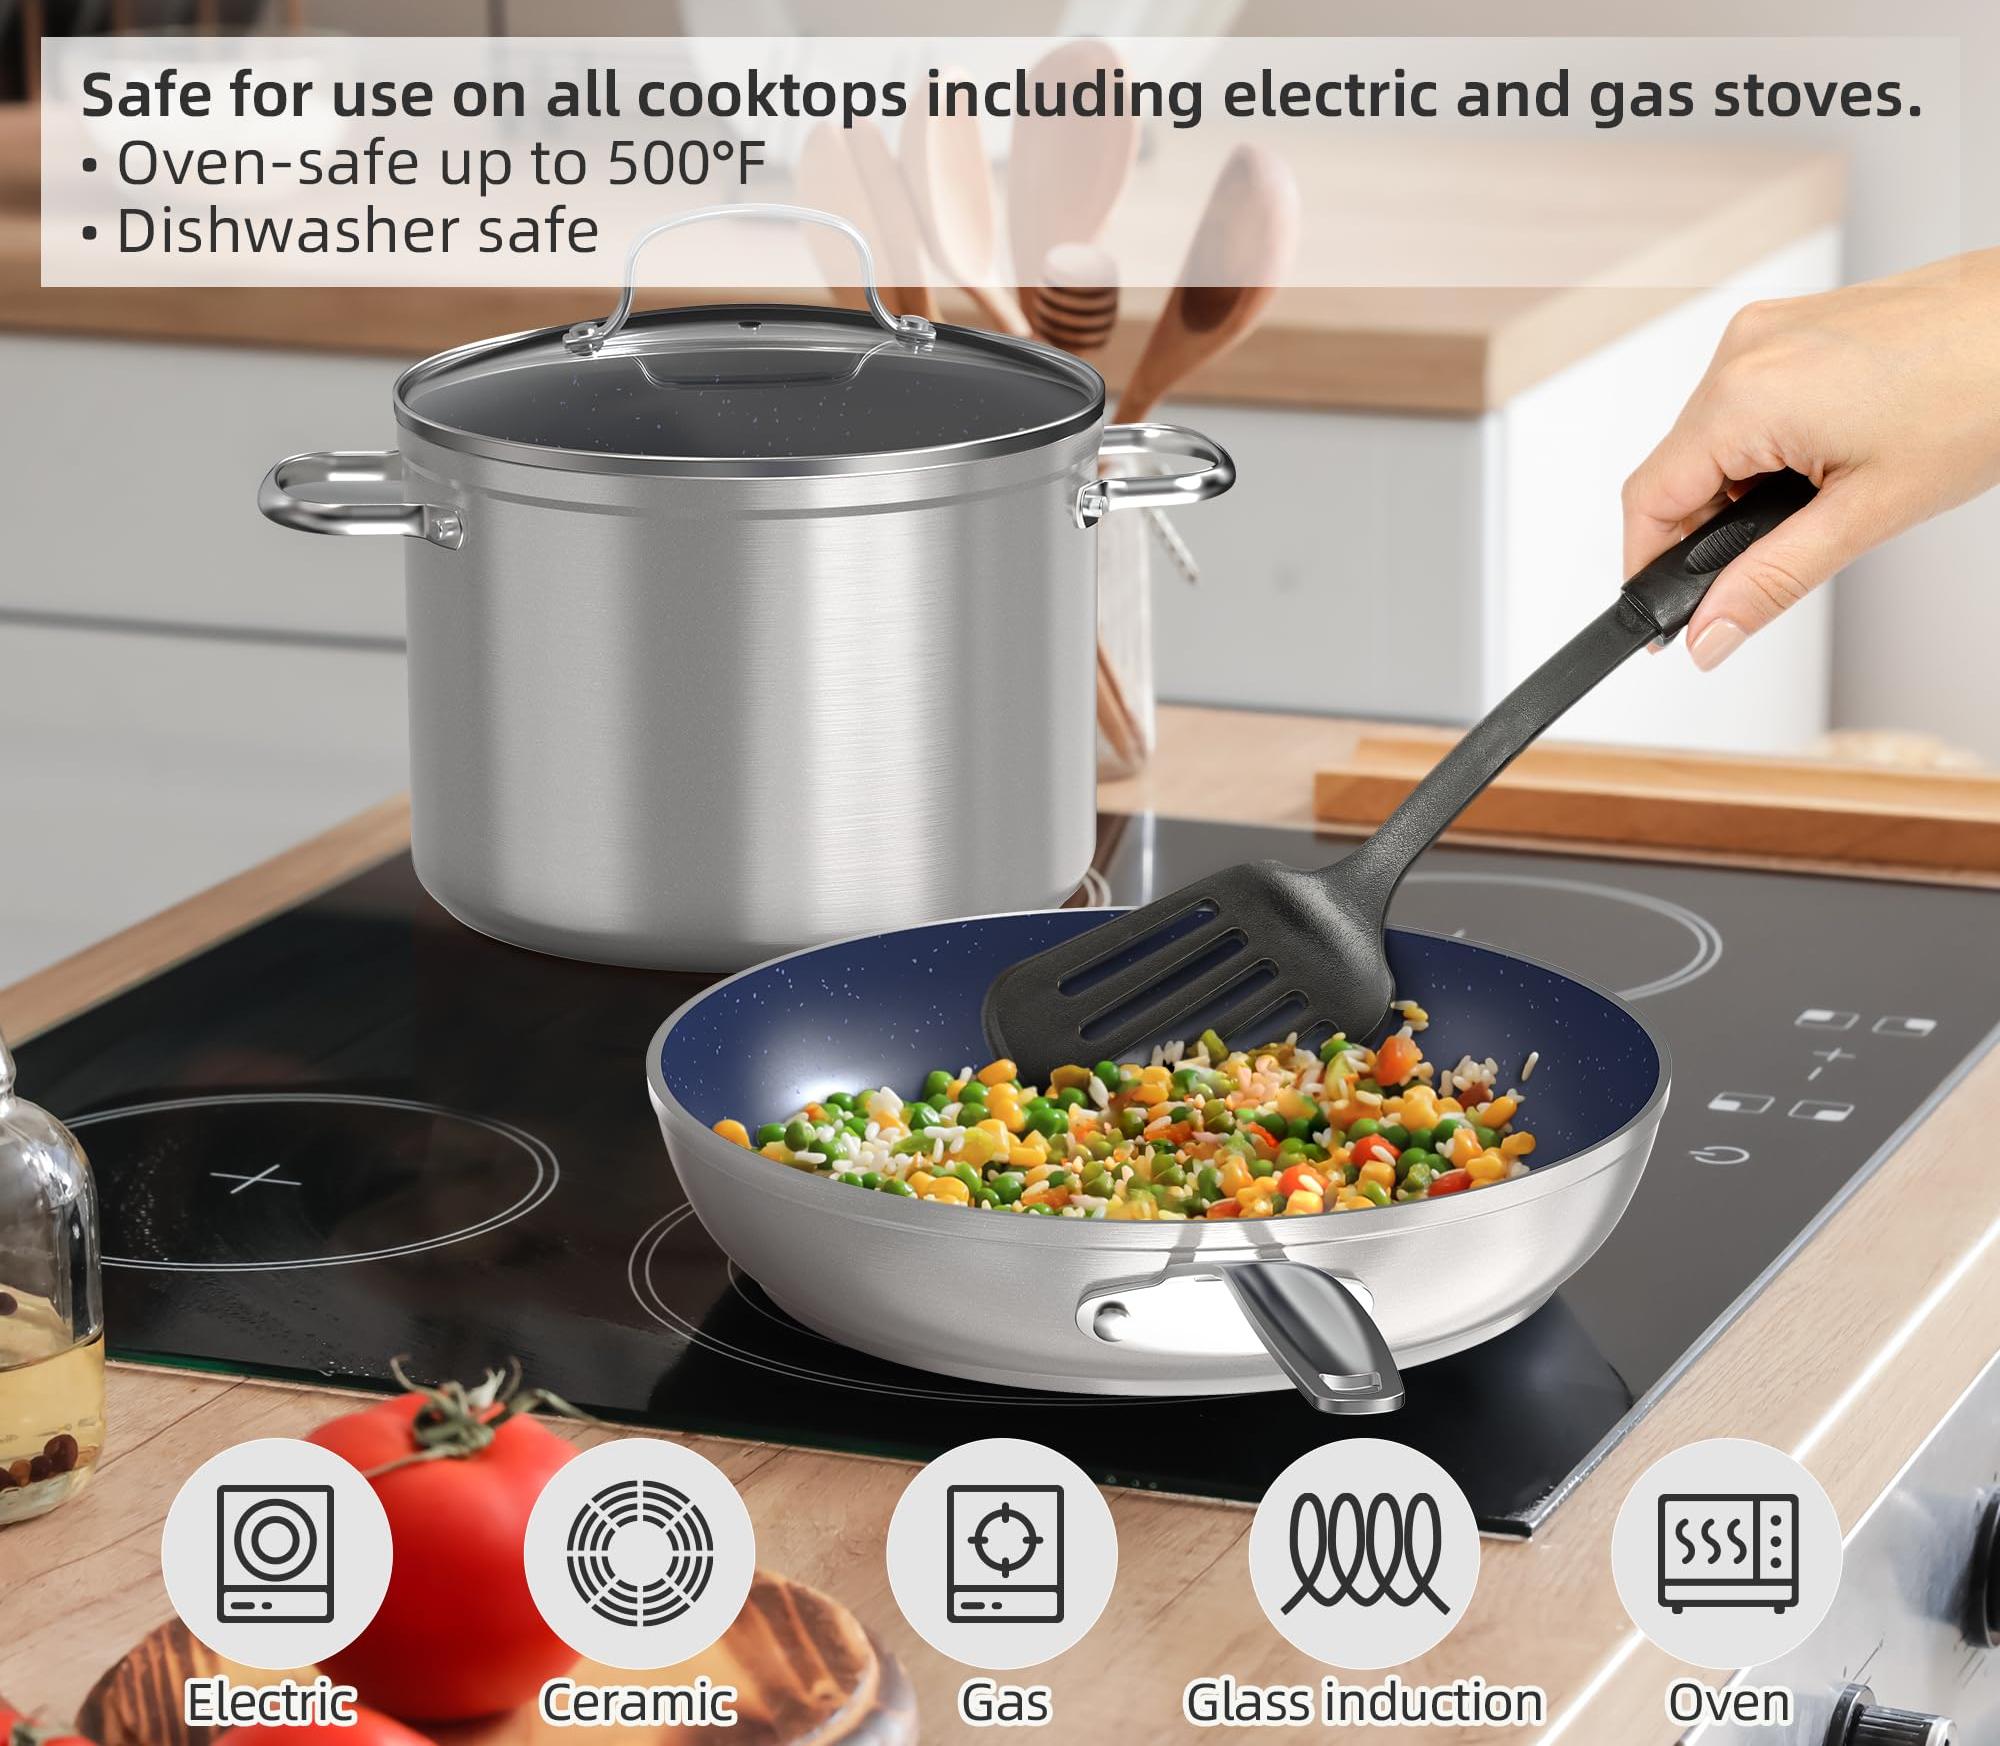 Safe for use on all cooktops including electric and gas stoves.
• Oven-safe up to 500°F
• Dishwasher safe
Electric
Ceramic
Gas
Glass induction
Oven